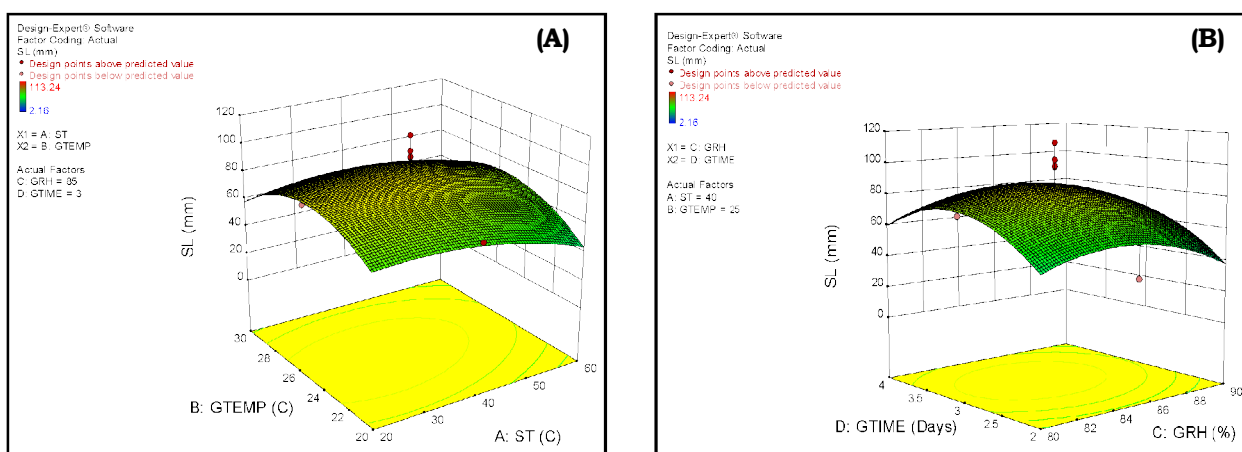 Design-Expert® Software
Factor Coding: Actual
SL (mm)
Design points above predicted value
Design points below predicted value
113.24
2.16
X1 = A: ST
X2 = B: GTEMP
Actual Factors
C: GRH = 85
D: GTIME = 3
(A)
120
100
80
60
40
20
0
SL (mm)
30
28
26
24
22
20
B: GTEMP (C)
20
30
40
50
60
A: ST (C)
Design-Expert® Software
Factor Coding: Actual
SL (mm)
Design points above predicted value
Design points below predicted value
113.24
2.16
X1 = C: GRH
X2 = D: GTIME
Actual Factors
A: ST = 40
B: GTEMP = 25
(B)
120
100
80
60
40
20
0
SL (mm)
4
3.5
3
2.5
2
D: GTIME (Days)
80
82
84
86
88
90
C: GRH (%)